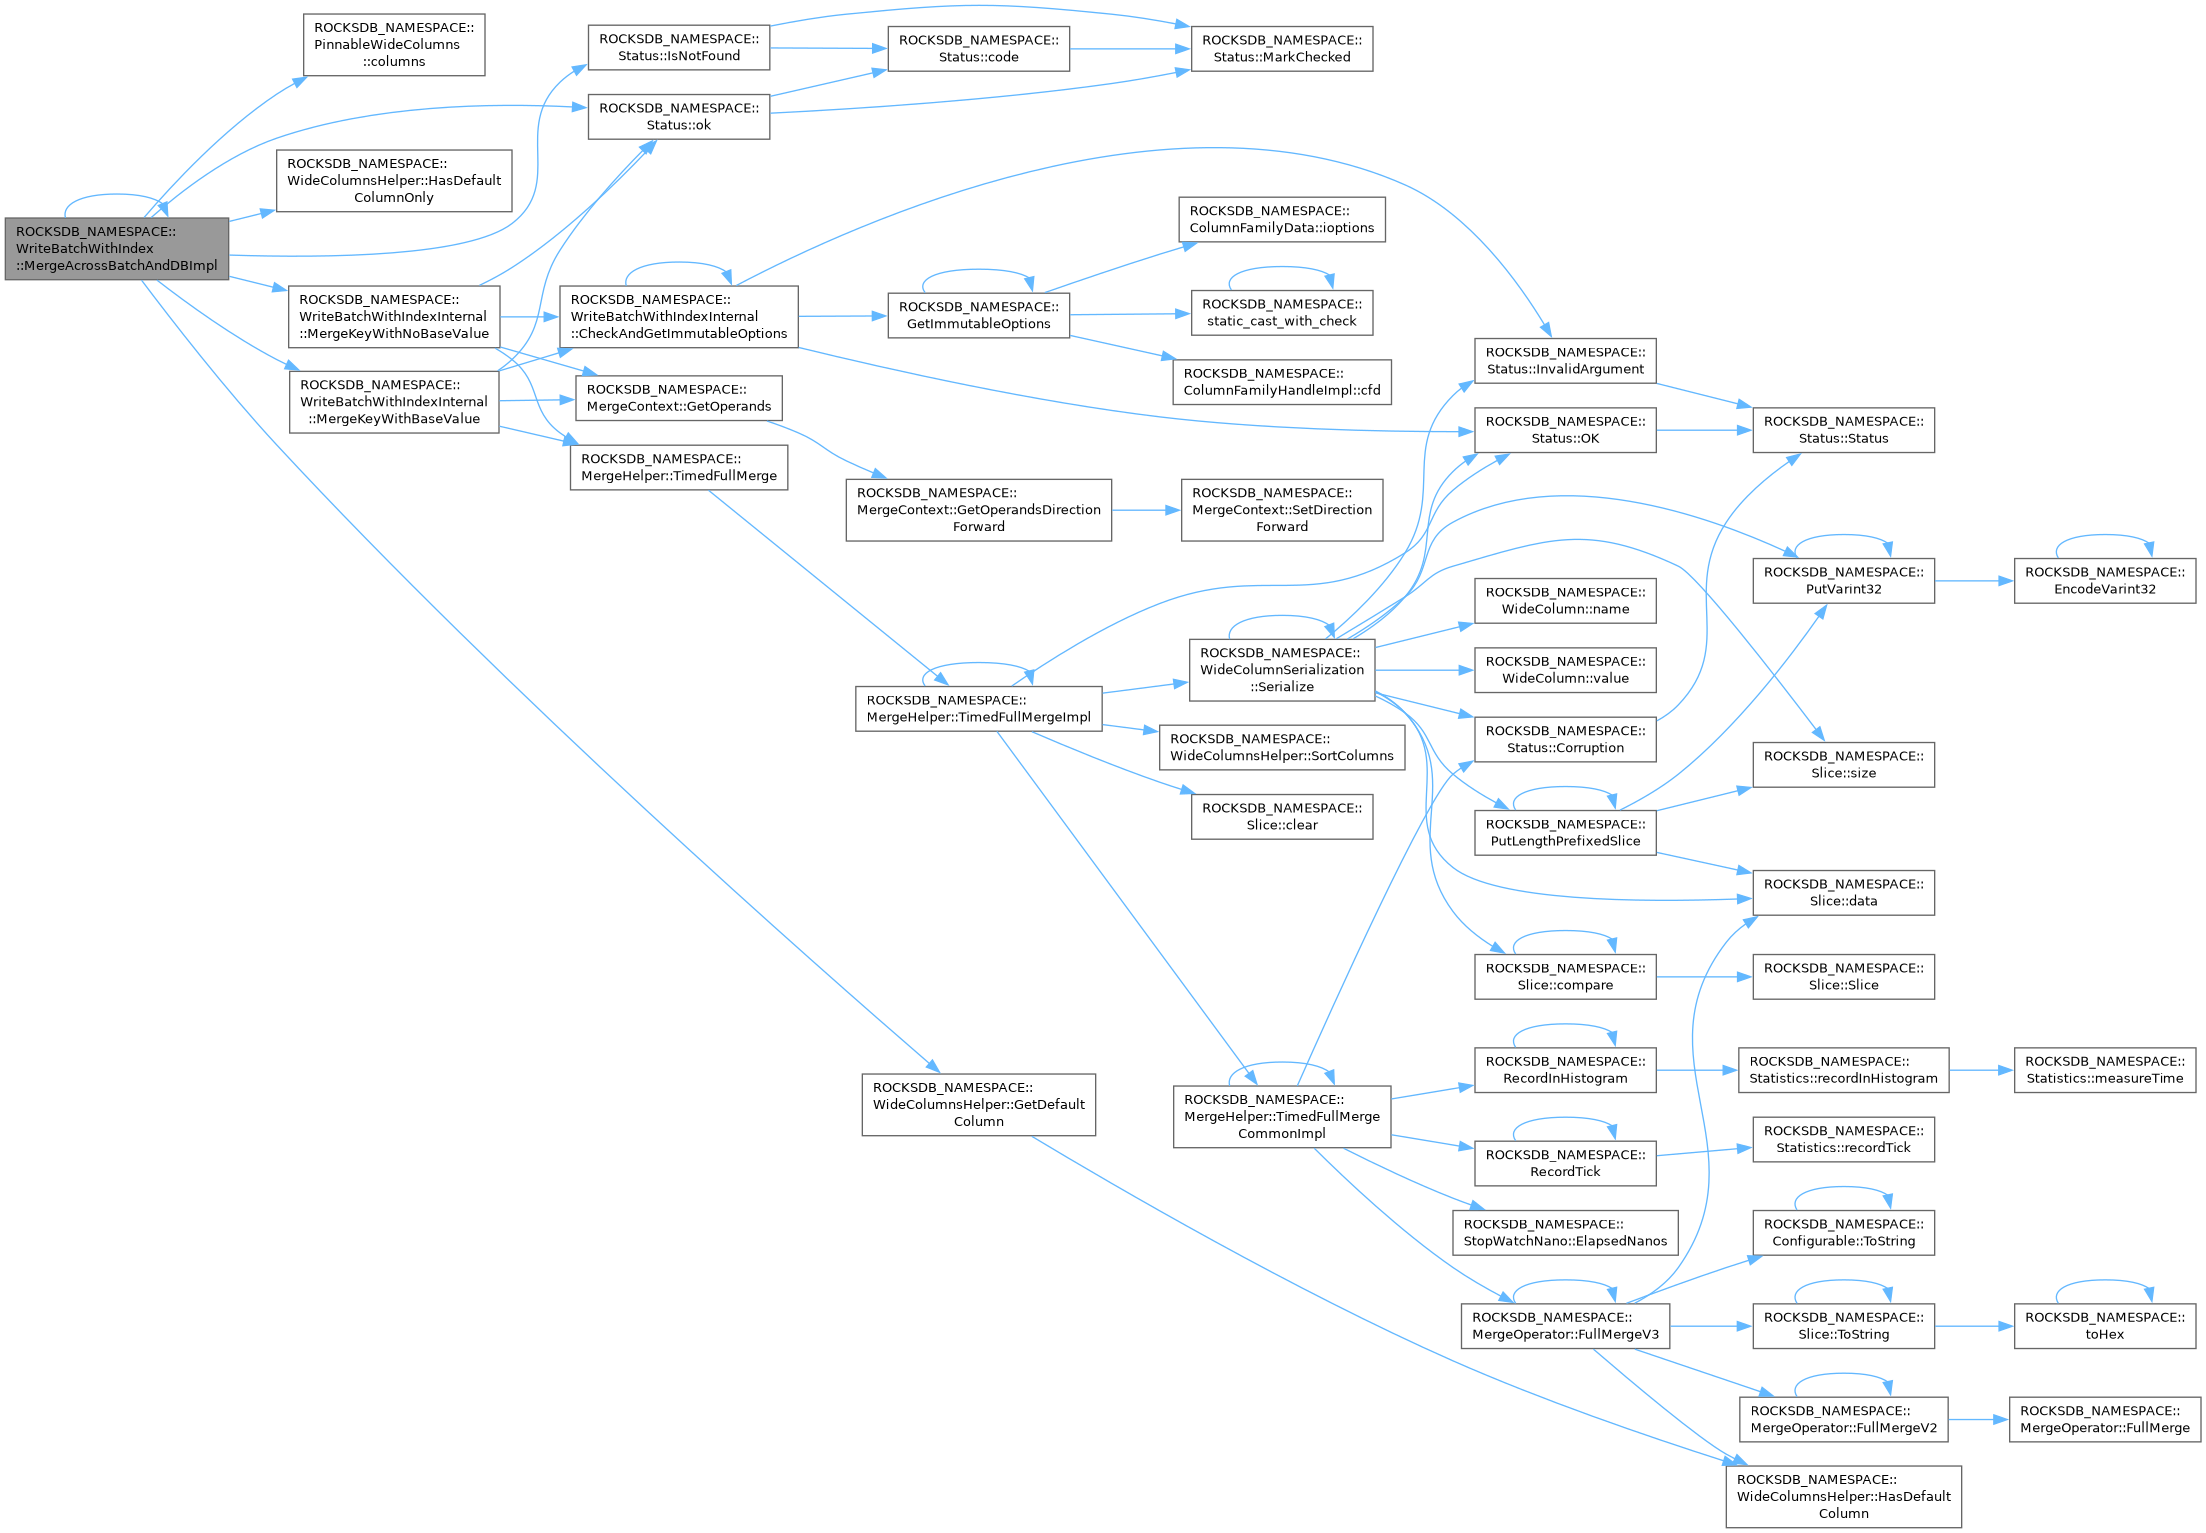 ROCKSDB_NAMESPACE::
WriteBatchWithIndex
::MergeAcrossBatchAndDBImpl
ROCKSDB_NAMESPACE::
PinnableWideColumns
::columns
ROCKSDB_NAMESPACE::
WideColumnsHelper::HasDefault
ColumnOnly
ROCKSDB_NAMESPACE::
WriteBatchWithIndexInternal
::MergeKeyWithNoBaseValue
ROCKSDB_NAMESPACE::
WriteBatchWithIndexInternal
::MergeKeyWithBaseValue
ROCKSDB_NAMESPACE::
Status::IsNotFound
ROCKSDB_NAMESPACE::
Status::ok
ROCKSDB_NAMESPACE::
WriteBatchWithIndexInternal
::CheckAndGetImmutableOptions
ROCKSDB_NAMESPACE::
MergeContext::GetOperands
ROCKSDB_NAMESPACE::
MergeHelper::TimedFullMerge
ROCKSDB_NAMESPACE::
Status::code
ROCKSDB_NAMESPACE::
GetImmutableOptions
ROCKSDB_NAMESPACE::
MergeContext::GetOperandsDirection
Forward
ROCKSDB_NAMESPACE::
MergeHelper::TimedFullMergeImpl
ROCKSDB_NAMESPACE::
WideColumnsHelper::GetDefault
Column
ROCKSDB_NAMESPACE::
Status::MarkChecked
ROCKSDB_NAMESPACE::
ColumnFamilyData::ioptions
ROCKSDB_NAMESPACE::
static_cast_with_check
ROCKSDB_NAMESPACE::
ColumnFamilyHandleImpl::cfd
ROCKSDB_NAMESPACE::
MergeContext::SetDirection
Forward
ROCKSDB_NAMESPACE::
WideColumnSerialization
::Serialize
ROCKSDB_NAMESPACE::
WideColumnsHelper::SortColumns
ROCKSDB_NAMESPACE::
Slice::clear
ROCKSDB_NAMESPACE::
MergeHelper::TimedFullMerge
CommonImpl
ROCKSDB_NAMESPACE::
Status::InvalidArgument
ROCKSDB_NAMESPACE::
Status::OK
ROCKSDB_NAMESPACE::
WideColumn::name
ROCKSDB_NAMESPACE::
WideColumn::value
ROCKSDB_NAMESPACE::
Status::Corruption
ROCKSDB_NAMESPACE::
PutLengthPrefixedSlice
ROCKSDB_NAMESPACE::
Slice::compare
ROCKSDB_NAMESPACE::
RecordInHistogram
ROCKSDB_NAMESPACE::
RecordTick
ROCKSDB_NAMESPACE::
StopWatchNano::ElapsedNanos
ROCKSDB_NAMESPACE::
MergeOperator::FullMergeV3
ROCKSDB_NAMESPACE::
Status::Status
ROCKSDB_NAMESPACE::
PutVarint32
ROCKSDB_NAMESPACE::
Slice::size
ROCKSDB_NAMESPACE::
Slice::data
ROCKSDB_NAMESPACE::
Slice::Slice
ROCKSDB_NAMESPACE::
Statistics::recordInHistogram
ROCKSDB_NAMESPACE::
Statistics::recordTick
ROCKSDB_NAMESPACE::
Configurable::ToString
ROCKSDB_NAMESPACE::
Slice::ToString
ROCKSDB_NAMESPACE::
MergeOperator::FullMergeV2
ROCKSDB_NAMESPACE::
WideColumnsHelper::HasDefault
Column
ROCKSDB_NAMESPACE::
EncodeVarint32
ROCKSDB_NAMESPACE::
Statistics::measureTime
ROCKSDB_NAMESPACE::
toHex
ROCKSDB_NAMESPACE::
MergeOperator::FullMerge